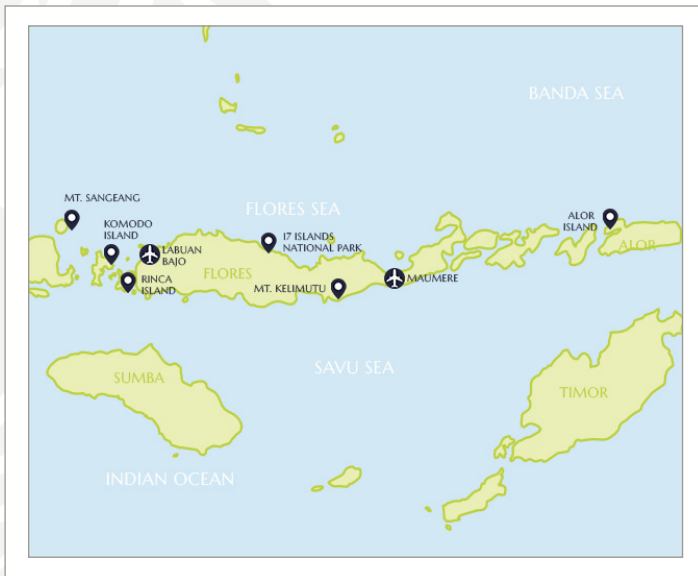 BANDA SEA
MT. SANGEANG
KOMODO
ISLAND
FLORES SEA
ALOR
ISLAND
LABUAN
BAJO
17 ISLANDS
NATIONAL PARK
ALOR
RINCA
ISLAND
FLORES
MT. KELIMUTU
MAUMERE
SUMBA
SAVU SEA
TIMOR
INDIAN OCEAN